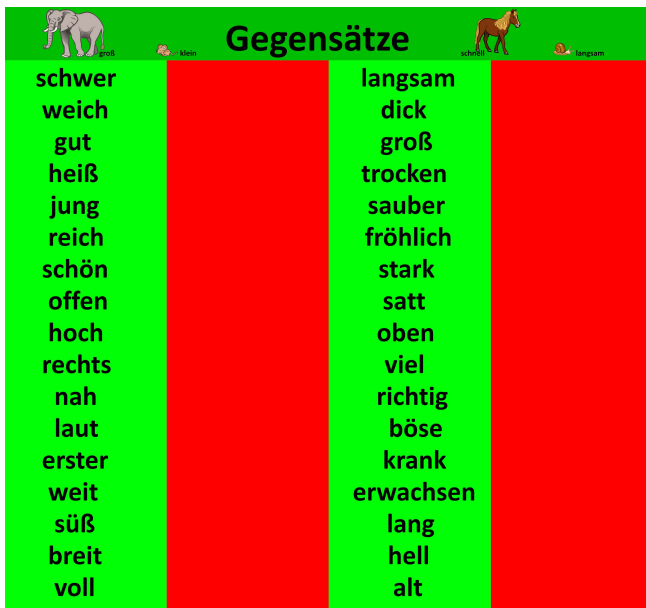 groß klein Gegensätze schnell langsam
schwer langsam
weich dick
gut groß
heiß trocken
jung sauber
reich fröhlich
schön stark
offen satt
hoch oben
rechts viel
nah richtig
laut böse
erster krank
weit erwachsen
süß lang
breit hell
voll alt